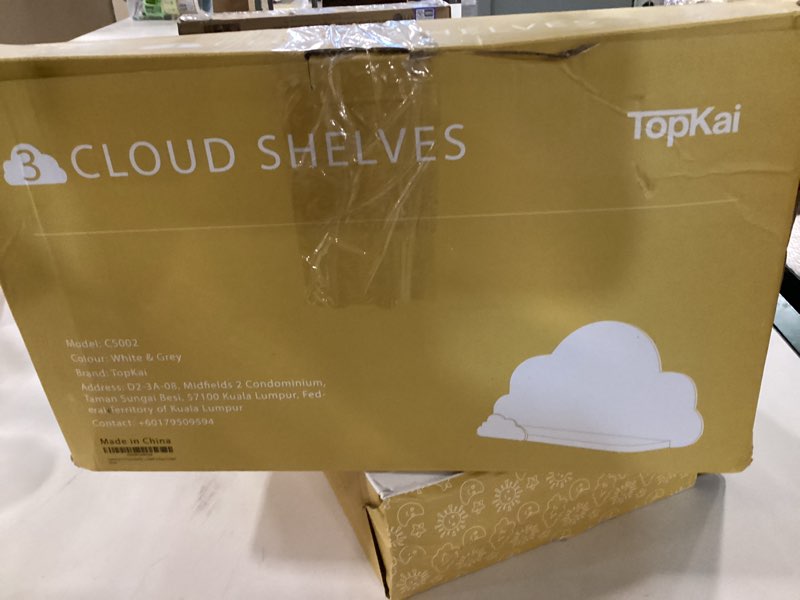 3 CLOUD SHELVES
TopKai
Model: CS002
Colour: White & Grey
Brand: TopKai
Address: D2-3A-08, Midfields 2 Condominium,
Taman Sungai Besi, 57100 Kuala Lumpur, Fed-
eral Territory of Kuala Lumpur
Contact: +60179509594
Made in China